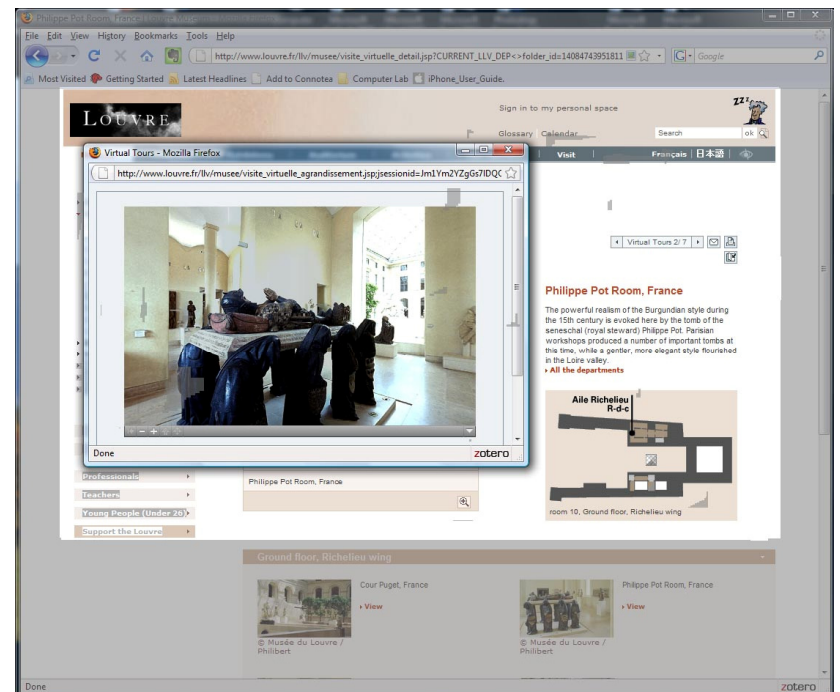 Philippe Pot Room, France
File Edit View History Bookmarks Tools Help
http://www.louvre.fr/llv/musee/visite_virtuelle_detail.jsp?CURRENT_LLV_DEP<>folder_id=14084743951811
Google
Most Visited Getting Started Latest Headlines Add to Connotea Computer Lab iPhone_User_Guide.
LOUVRE
Sign in to my personal space
zzz
Glossary Calendar Search ok
Visit | Français | 日本語 |
Virtual Tours - Mozilla Firefox
http://www.louvre.fr/llv/musee/visite_virtuelle_agrandissement.jsp;jsessionid=
Done
zotero
Virtual Tours 2/ 7
Philippe Pot Room, France
The powerful realism of the Burgundian style during
the 15th century is evoked here by the tomb of the
seneschal (royal steward) Philippe Pot. Parisian
workshops produced a number of important tombs at
this time, while a gentler, more elegant style flourished
in the Loire valley.
All the departments
Aile Richelieu
R-d-c
room 10, Ground floor, Richelieu wing
Professionals
Teachers
Young People (Under 26)
Support the Louvre
Philippe Pot Room, France
Ground floor, Richelieu wing
Cour Puget, France
View
© Musée du Louvre /
Philibert
Philippe Pot Room, France
View
© Musée du Louvre /
Philibert
Done
zotero